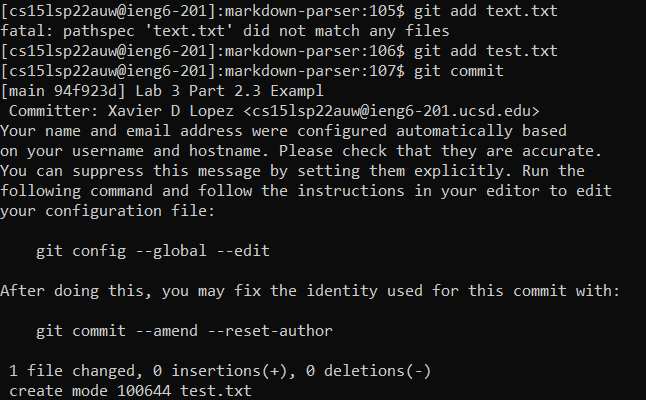 [cs15lsp22auw@ieng6-201]:markdown-parser:105$ git add text.txt
fatal: pathspec 'text.txt' did not match any files
[cs15lsp22auw@ieng6-201]:markdown-parser:106$ git add test.txt
[cs15lsp22auw@ieng6-201]:markdown-parser:107$ git commit
[main 94f923d] Lab 3 Part 2.3 Exampl
 Committer: Xavier D Lopez <cs15lsp22auw@ieng6-201.ucsd.edu>
Your name and email address were configured automatically based
on your username and hostname. Please check that they are accurate.
You can suppress this message by setting them explicitly. Run the
following command and follow the instructions in your editor to edit
your configuration file:

    git config --global --edit

After doing this, you may fix the identity used for this commit with:

    git commit --amend --reset-author

 1 file changed, 0 insertions(+), 0 deletions(-)
 create mode 100644 test.txt